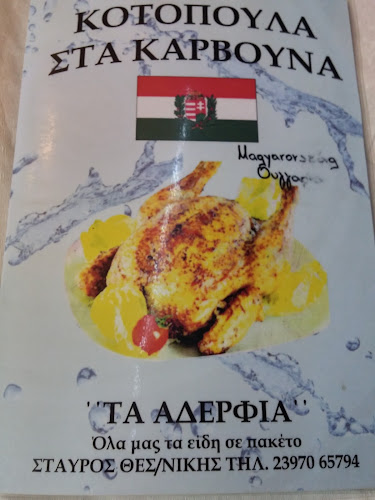 ΚΟΤΟΠΟΥΛΑ
ΣΤΑ ΚΑΡΒΟΥΝΑ
Magyarország
Ουγγαρία
''ΤΑ ΑΔΕΡΦΙΑ''
Όλα μας τα είδη σε πακέτο
ΣΤΑΥΡΟΣ ΘΕΣ/ΝΙΚΗΣ ΤΗΛ. 23970 65794